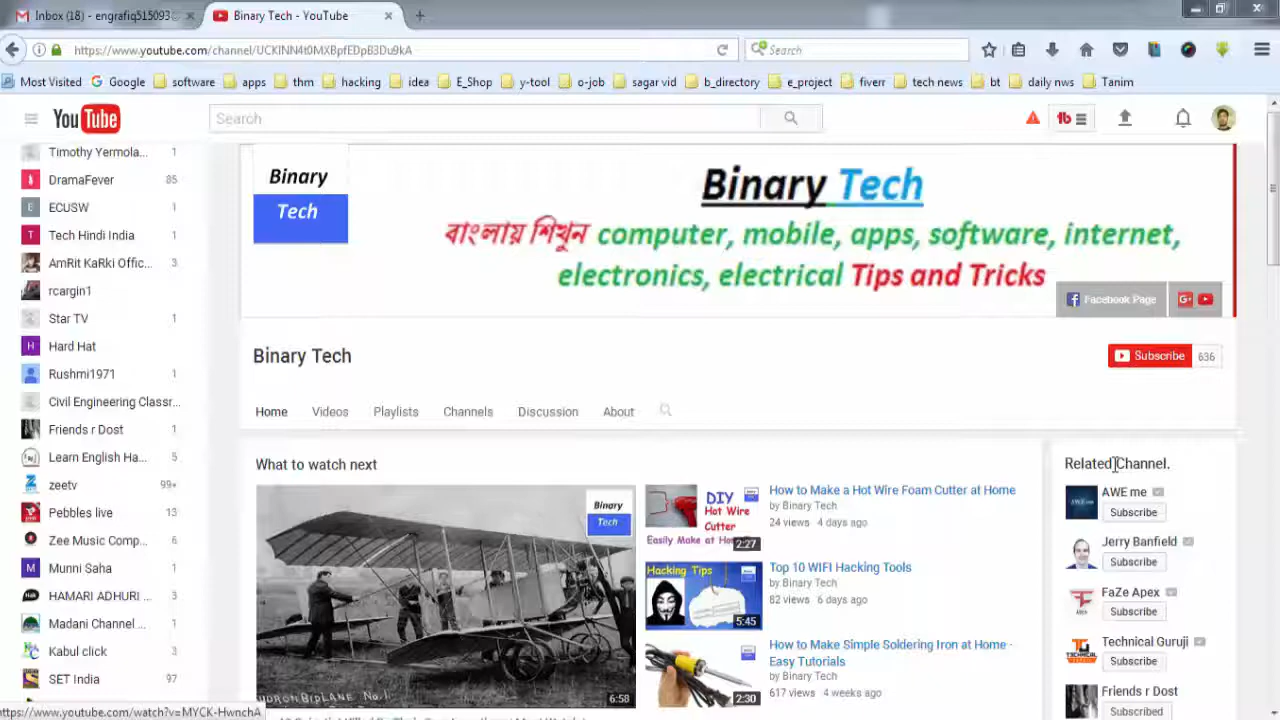 Inbox (18) - engrafiq51509
Binary Tech - YouTube
https://www.youtube.com/channel/UCKINN4t0MXBpfEDpB3Du9kA
Search
Most Visited Google software apps thm hacking idea E_Shop y-tool o-job sagar vid b_directory e_project fiverr tech news bt daily nws Tanim
YouTube
Search
Timothy Yermola... 1
DramaFever 85
ECUSW 1
Tech Hindi India 1
AmRit KaRki Offic... 3
rcargin1
Star TV 1
Hard Hat
Rushmi1971 1
Civil Engineering Classr...
Friends r Dost 1
Learn English Ha... 5
zeetv 99+
Pebbles live 13
Zee Music Comp... 6
Munni Saha 1
HAMARI ADHURI ... 3
Madani Channel ... 1
Kabul click 3
SET India 97
Binary
Tech
Binary Tech
বাংলায় শিখুন computer, mobile, apps, software, internet,
electronics, electrical Tips and Tricks
Facebook Page
Binary Tech
Subscribe 636
Home Videos Playlists Channels Discussion About
What to watch next
Binary
Tech
6:58
DIY
Hot Wire
Cutter
Easily Make at
2:27
How to Make a Hot Wire Foam Cutter at Home
by Binary Tech
24 views 4 days ago
Hacking Tips
5:45
Top 10 WIFI Hacking Tools
by Binary Tech
82 views 6 days ago
2:30
How to Make Simple Soldering Iron at Home -
Easy Tutorials
by Binary Tech
617 views 4 weeks ago
Related Channel.
AWE me
Subscribe
Jerry Banfield
Subscribe
FaZe Apex
Subscribe
Technical Guruji
Subscribe
Friends r Dost
Subscribed